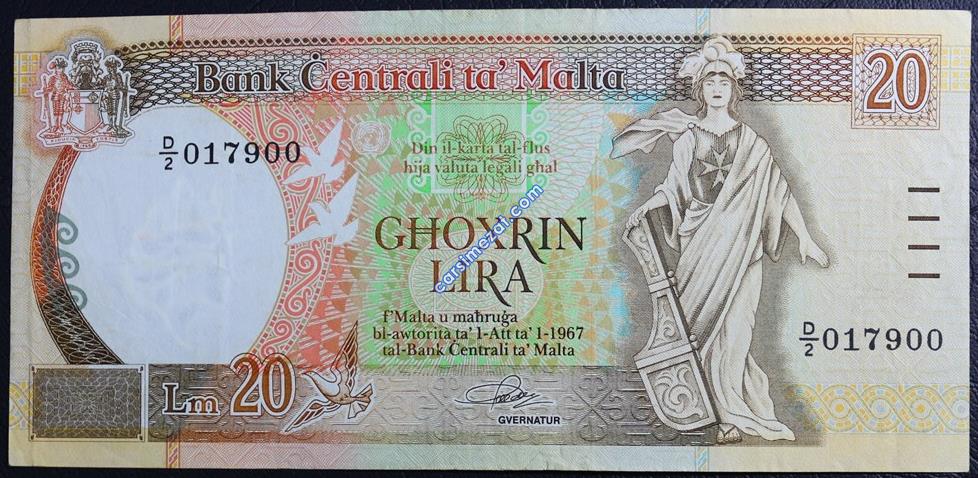 Bank Ċentrali ta' Malta
20
D/2 017900
Din il-karta tal-flus
hija valuta legali għal
GĦOXRIN
LIRA
carsimezat.com
f'Malta u maħruġa
bl-awtorità ta' l-Att ta' l-1967
tal-Bank Ċentrali ta' Malta
D/2 017900
Lm 20
GVERNATUR